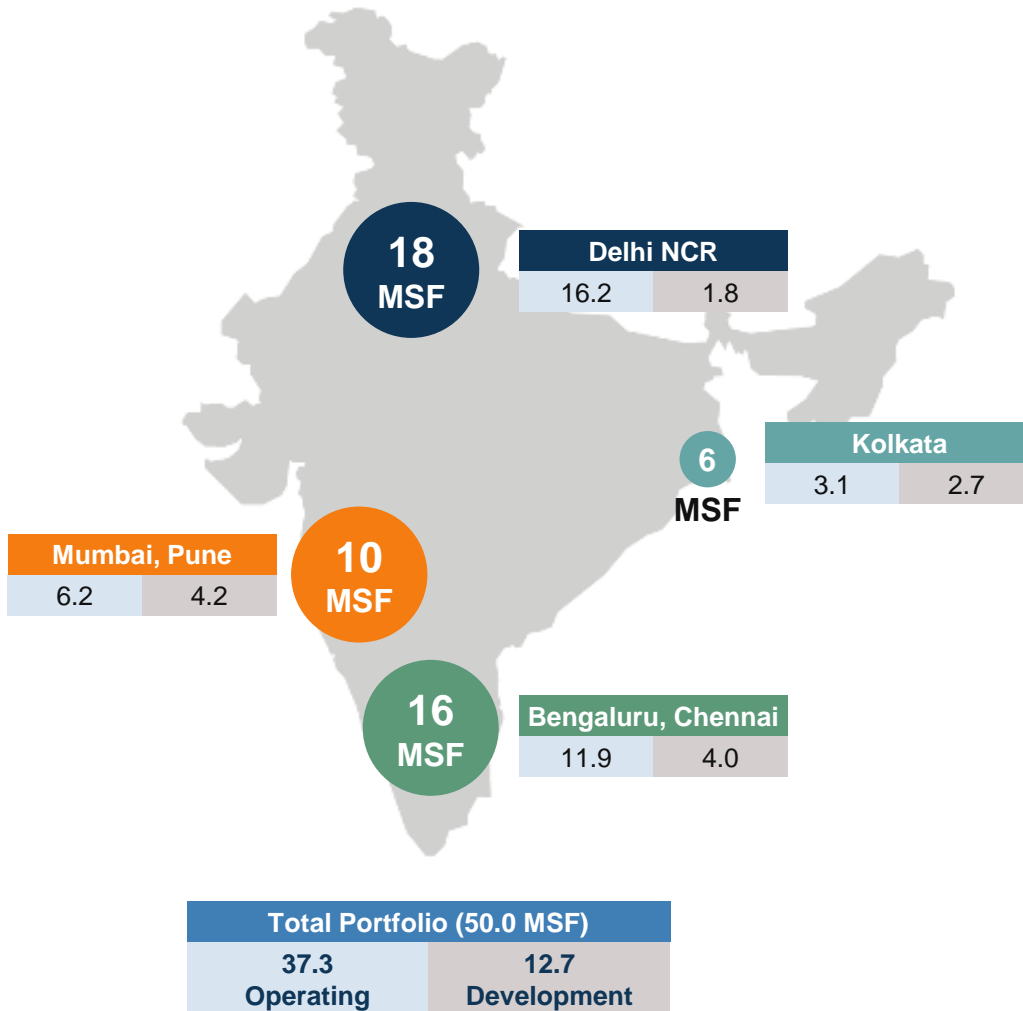 18
MSF
Delhi NCR
16.2 1.8
6
MSF
Kolkata
3.1 2.7
Mumbai, Pune
6.2 4.2
10
MSF
16
MSF
Bengaluru, Chennai
11.9 4.0
Total Portfolio (50.0 MSF)
37.3 12.7
Operating Development